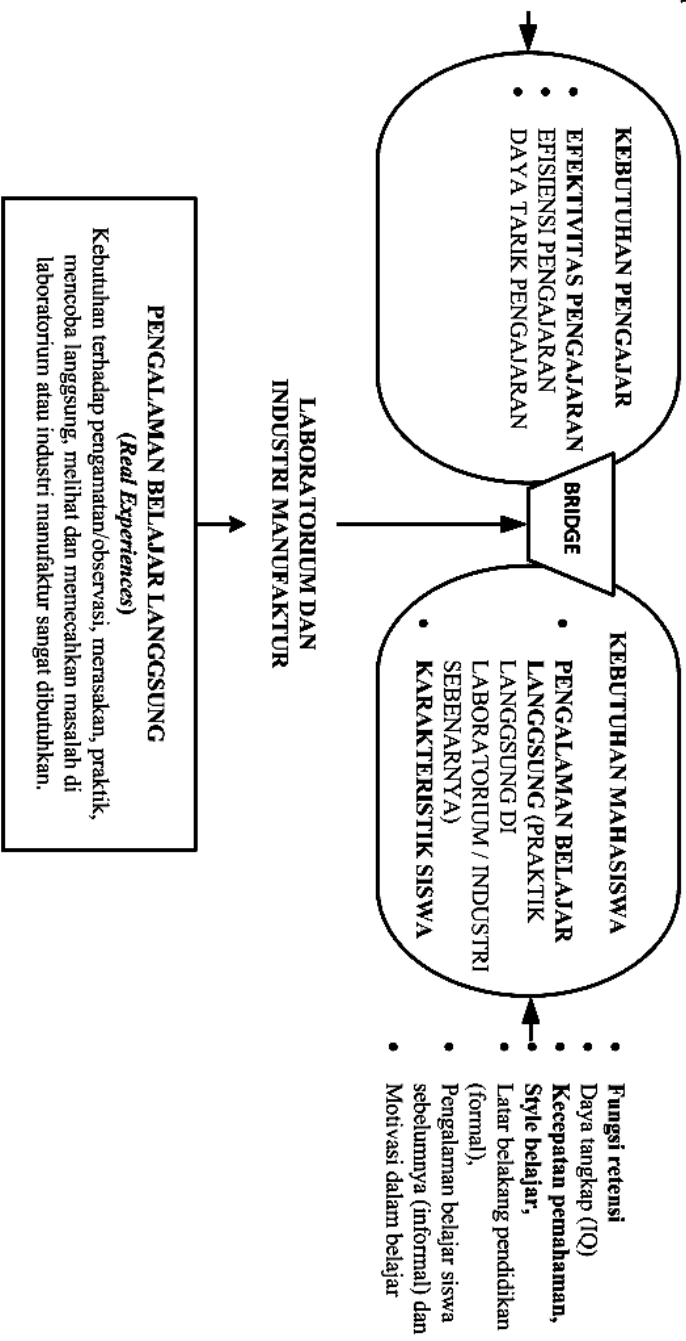 KEBUTUHAN PENGAJAR
• EFEKTIVITAS PENGAJARAN
• EFISIENSI PENGAJARAN
• DAYA TARIK PENGAJARAN
BRIDGE
KEBUTUHAN MAHASISWA
• PENGALAMAN BELAJAR
LANGGSUNG (PRAKTIK
LANGGSUNG DI
LABORATORIUM / INDUSTRI
SEBENARNYA)
• KARAKTERISTIK SISWA
• Fungsi retensi
• Daya tangkap (IQ)
• Kecepatan pemahaman,
• Style belajar,
• Latar belakang pendidikan
(formal),
• Pengalaman belajar siswa
sebelumnya (informal) dan
• Motivasi dalam belajar
LABORATORIUM DAN
INDUSTRI MANUFAKTUR
PENGALAMAN BELAJAR LANGGSUNG
(Real Experiences)
Kebutuhan terhadap pengamatan/observasi, merasakan, praktik,
mencoba langgsung, melihat dan memecahkan masalah di
laboratorium atau industri manufaktur sangat dibutuhkan.